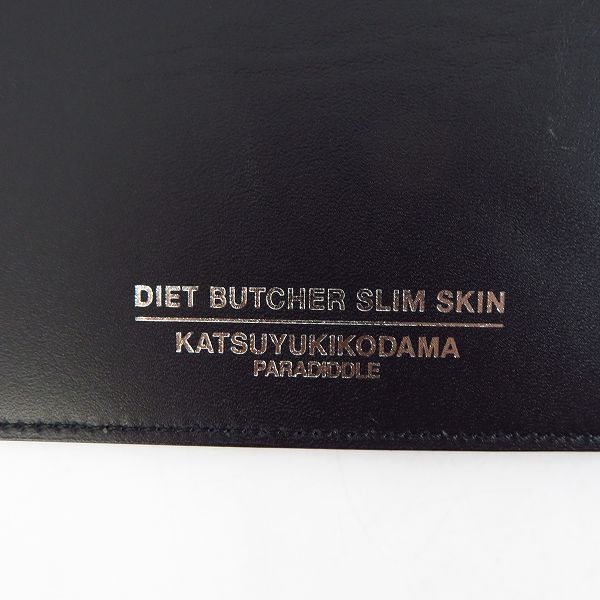 DIET BUTCHER SLIM SKIN
KATSUYUKIKODAMA
PARADIDDLE